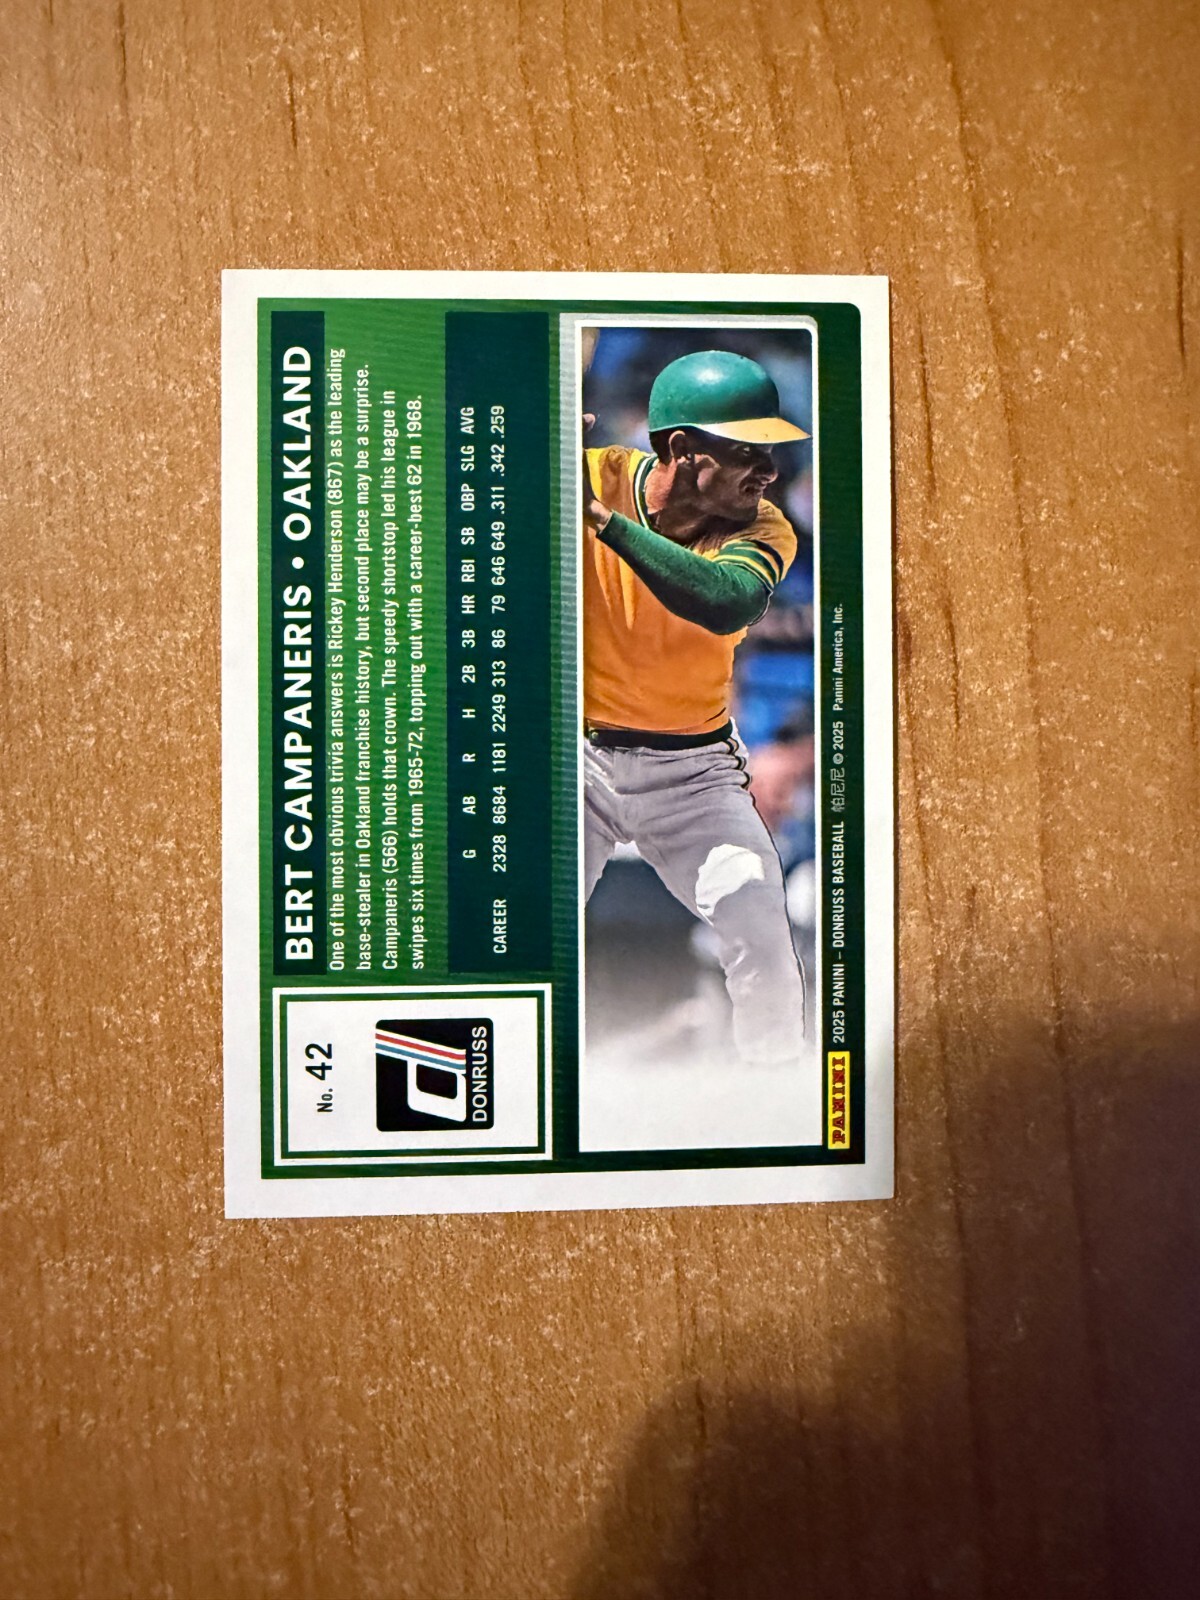 No. 42
DONRUSS
BERT CAMPANERIS • OAKLAND
One of the most obvious trivia answers is Rickey Henderson (867) as the leading
base-stealer in Oakland franchise history, but second place may be a surprise.
Campaneris (566) holds that crown. The speedy shortstop led his league in
swipes six times from 1965-72, topping out with a career-best 62 in 1968.
G AB R H 2B 3B HR RBI SB OBP SLG AVG
CAREER 2328 8684 1181 2249 313 86 79 646 649 .311 .342 .259
PANINI 2025 PANINI – DONRUSS BASEBALL 帕尼尼 © 2025 Panini America, Inc.